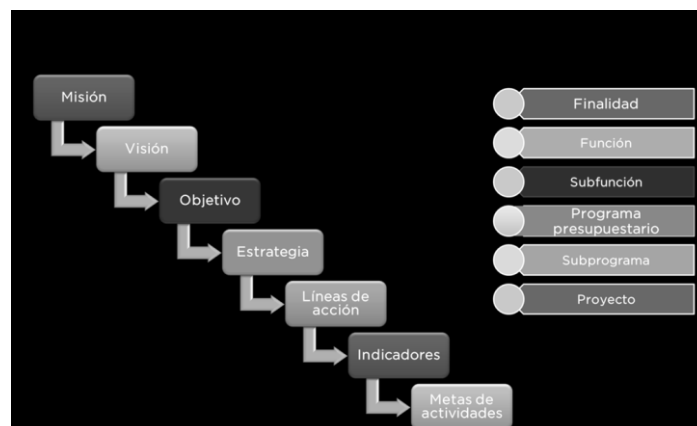 Misión
Visión
Objetivo
Estrategia
Líneas de
acción
Indicadores
Metas de
actividades
Finalidad
Función
Subfunción
Programa
presupuestario
Subprograma
Proyecto